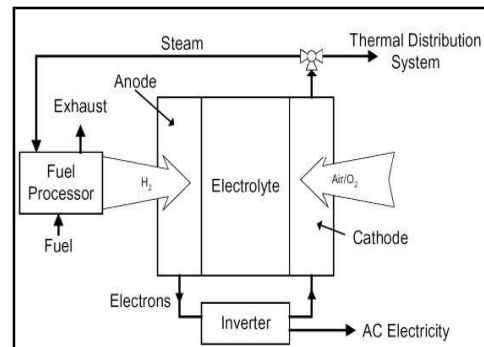 Steam
Thermal Distribution
System
Anode
Exhaust
Fuel
Processor
H2
Electrolyte
Air/O2
Fuel
Cathode
Electrons
Inverter
AC Electricity